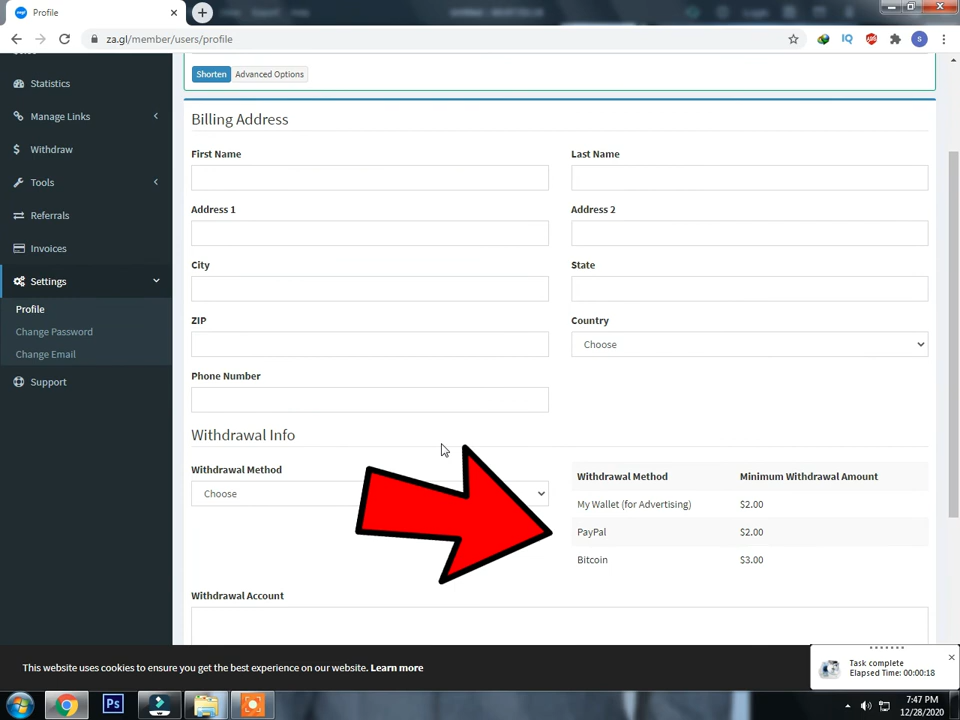 Profile
za.gl/member/users/profile
S
Shorten
Advanced Options
Statistics
Manage Links
Withdraw
Tools
Referrals
Invoices
Settings
Profile
Change Password
Change Email
Support
Billing Address
First Name
Last Name
Address 1
Address 2
City
State
ZIP
Country
Choose
Phone Number
Withdrawal Info
Withdrawal Method
Choose
Withdrawal Method Minimum Withdrawal Amount
My Wallet (for Advertising) $2.00
PayPal $2.00
Bitcoin $3.00
Withdrawal Account
This website uses cookies to ensure you get the best experience on our website. Learn more
Task complete
Elapsed Time: 00:00:18
Ps
7:47 PM
12/28/2020